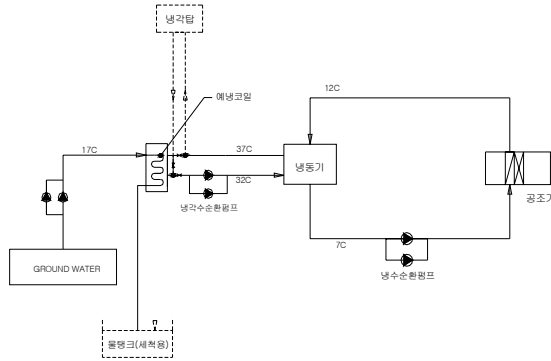 냉각탑
12C
예냉코일
17C
37C
냉동기
32C
공조기
냉각수순환펌프
7C
GROUND WATER
냉수순환펌프
물탱크(세척용)